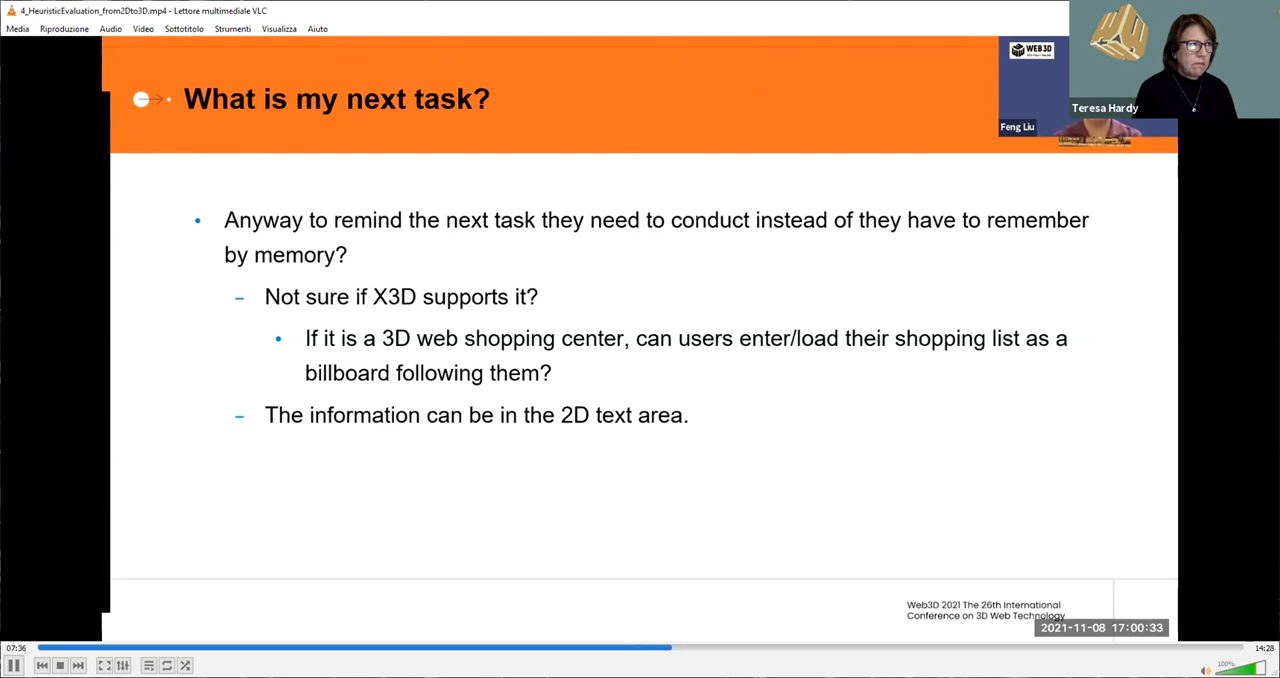 4_HeuristicEvaluation_from2Dto3D.mp4 - Lettore multimediale VLC
Media Riproduzione Audio Video Sottotitolo Strumenti Visualizza Aiuto
WEB3D
Teresa Hardy
Feng Liu
What is my next task?
• Anyway to remind the next task they need to conduct instead of they have to remember
by memory?
– Not sure if X3D supports it?
• If it is a 3D web shopping center, can users enter/load their shopping list as a
billboard following them?
– The information can be in the 2D text area.
Web3D 2021 The 26th International
Conference on 3D Web Technology
2021-11-08 17:00:33
07:36
14:28
100%